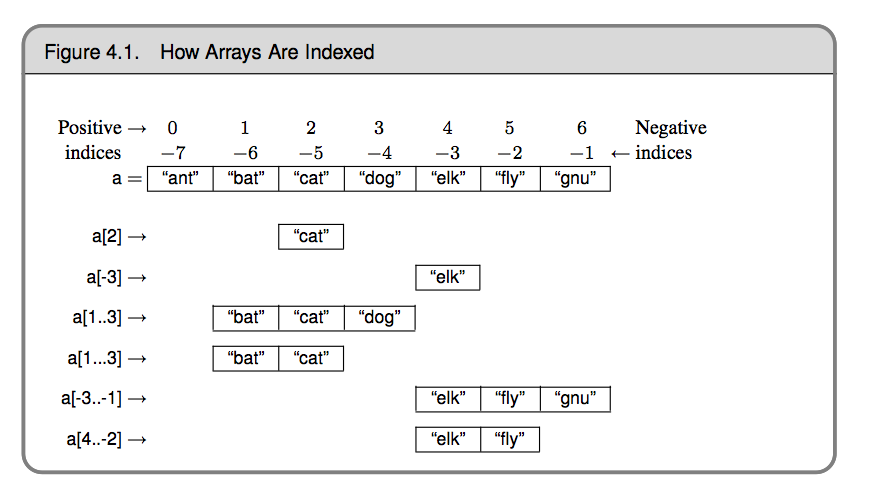 Figure 4.1. How Arrays Are Indexed
Positive → 0 1 2 3 4 5 6 Negative
indices −7 −6 −5 −4 −3 −2 −1 ← indices
a = “ant” “bat” “cat” “dog” “elk” “fly” “gnu”
a[2] → “cat”
a[-3] → “elk”
a[1..3] → “bat” “cat” “dog”
a[1...3] → “bat” “cat”
a[-3..-1] → “elk” “fly” “gnu”
a[4..-2] → “elk” “fly”